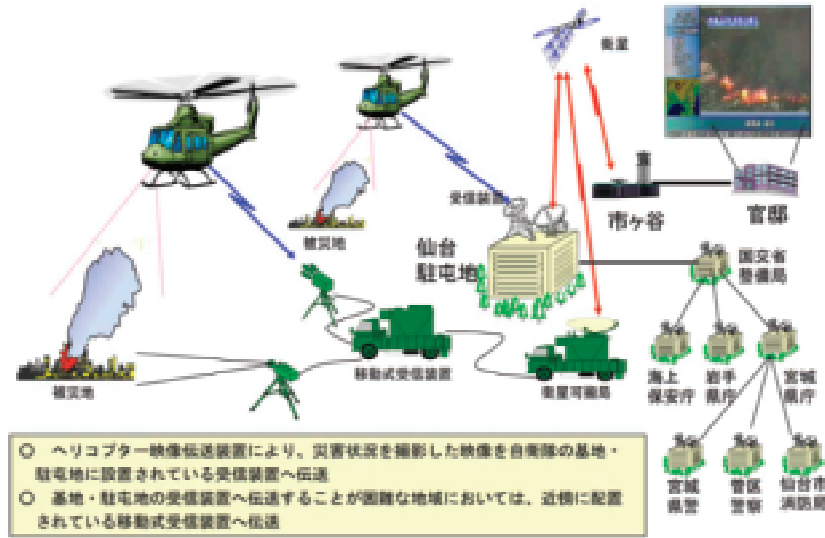 衛星
受信装置
市ヶ谷
官邸
被災地
仙台
駐屯地
国交省
整備局
移動式受信装置
衛星可搬局
被災地
海上
保安庁
岩手
県庁
宮城
県庁
宮城
県警
管区
警察
仙台市
消防局
○ ヘリコプター映像伝送装置により、災害状況を撮影した映像を自衛隊の基地・
駐屯地に設置されている受信装置へ伝送
○ 基地・駐屯地の受信装置へ伝送することが困難な地域においては、近傍に配置
されている移動式受信装置へ伝送